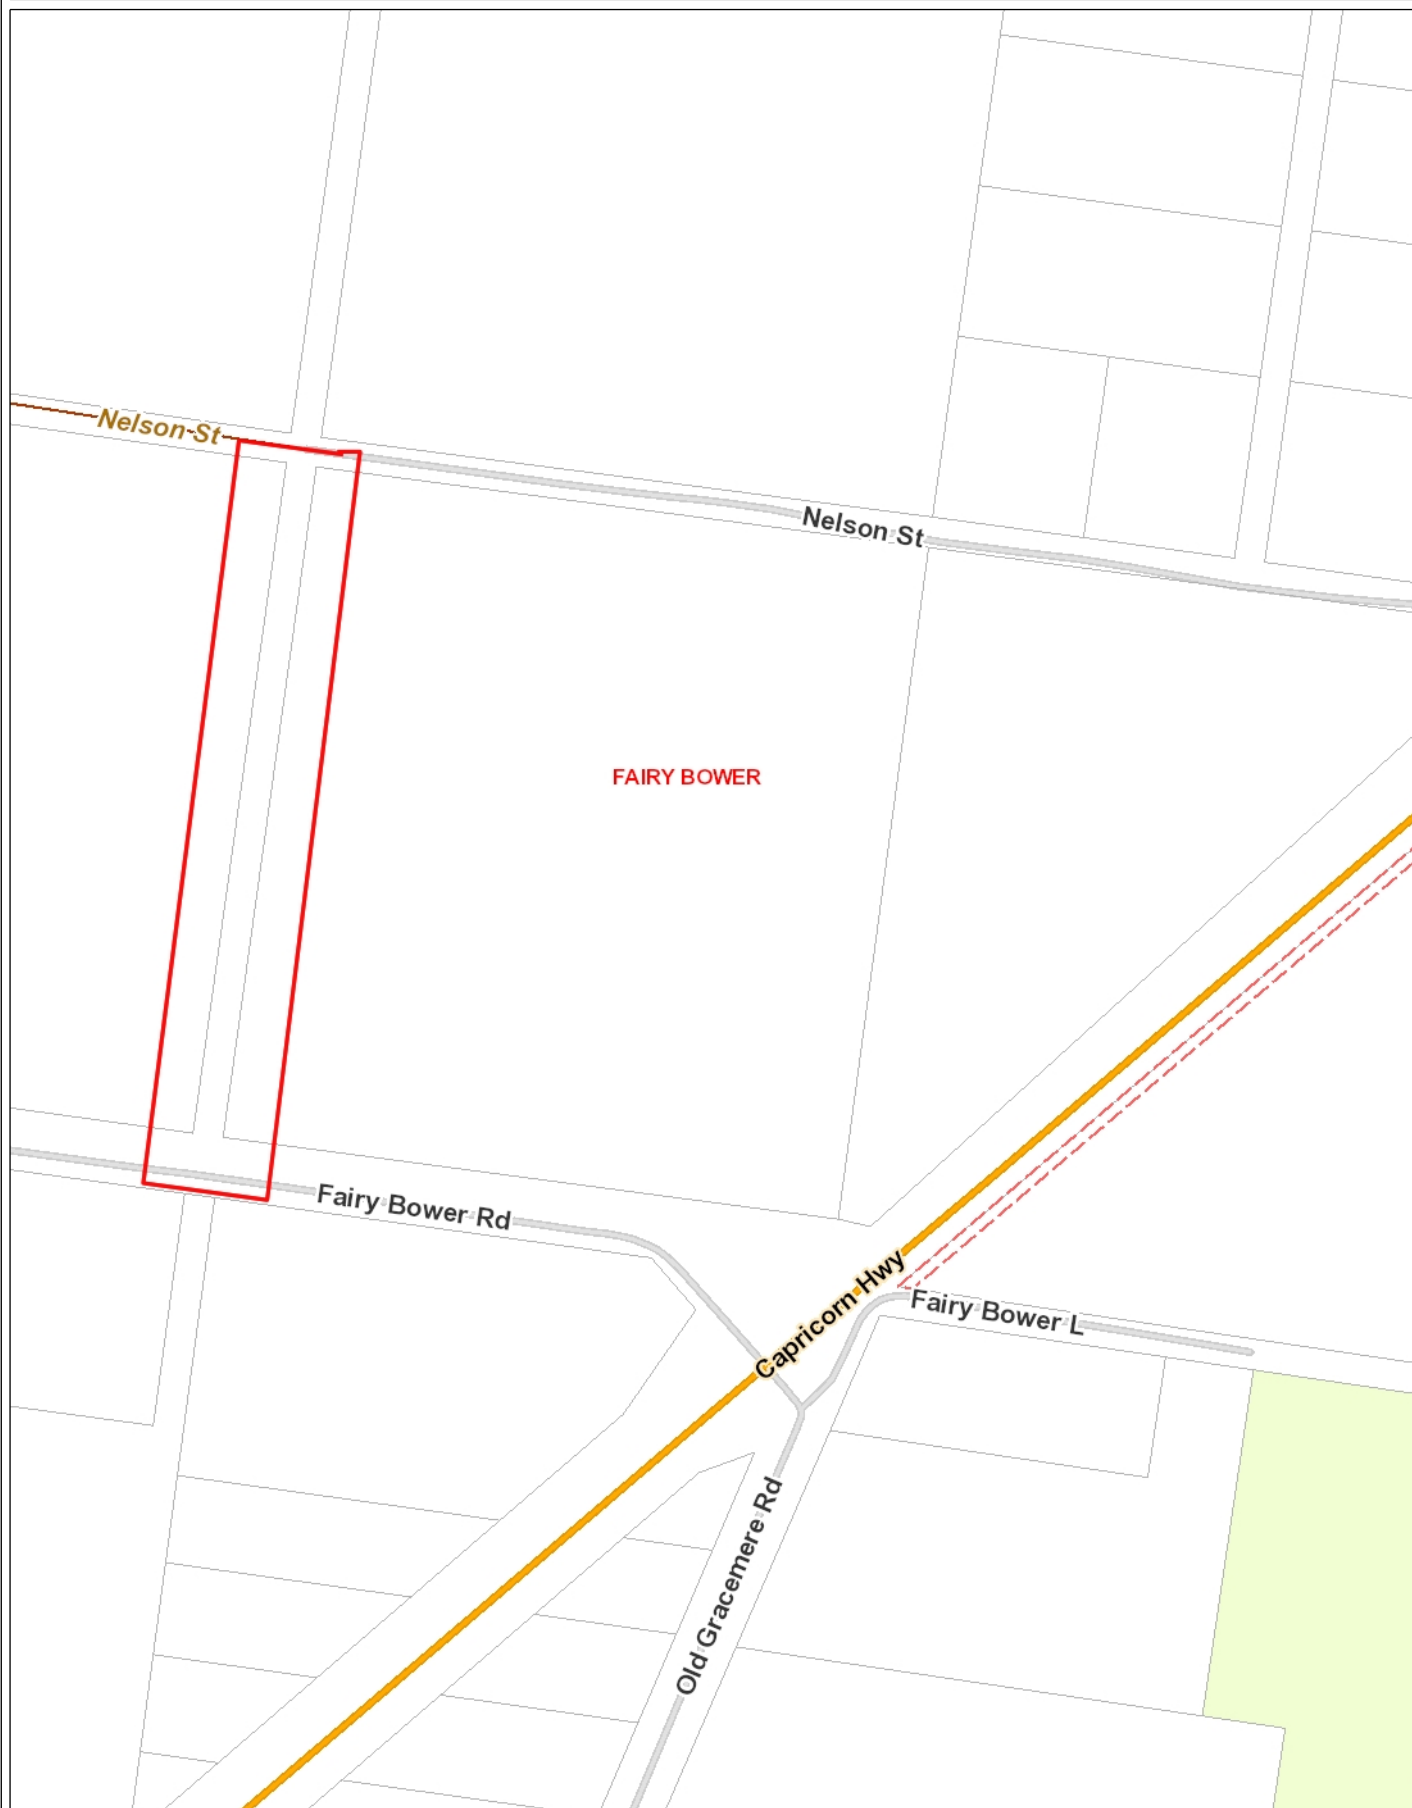 Nelson St
Nelson St
FAIRY BOWER
Fairy Bower Rd
Capricorn Hwy
Fairy Bower L
Old Gracemere Rd